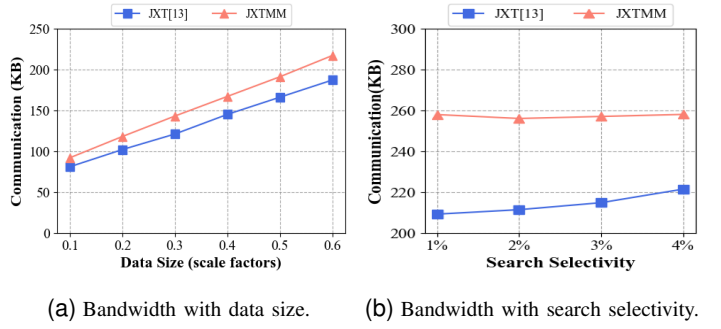 JXT[13] JXTMM
Communication (KB)
250
200
150
100
50
0
0.1 0.2 0.3 0.4 0.5 0.6
Data Size (scale factors)
(a) Bandwidth with data size.
JXT[13] JXTMM
Communication(KB)
300
280
260
240
220
200
1% 2% 3% 4%
Search Selectivity
(b) Bandwidth with search selectivity.